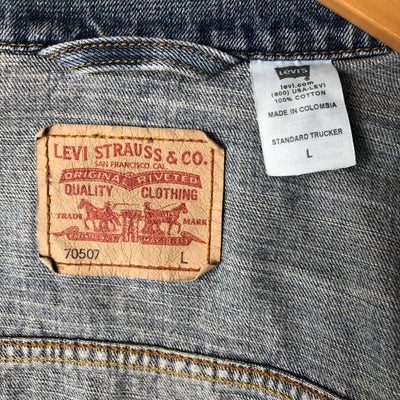 LEVI STRAUSS & CO.
SAN FRANCISCO, CAL.
ORIGINAL RIVETED
QUALITY CLOTHING
TRADE MARK
70507 L
LEVI'S
levi.com
(800) USA-LEVI
100% COTTON
MADE IN COLOMBIA
STANDARD TRUCKER
L